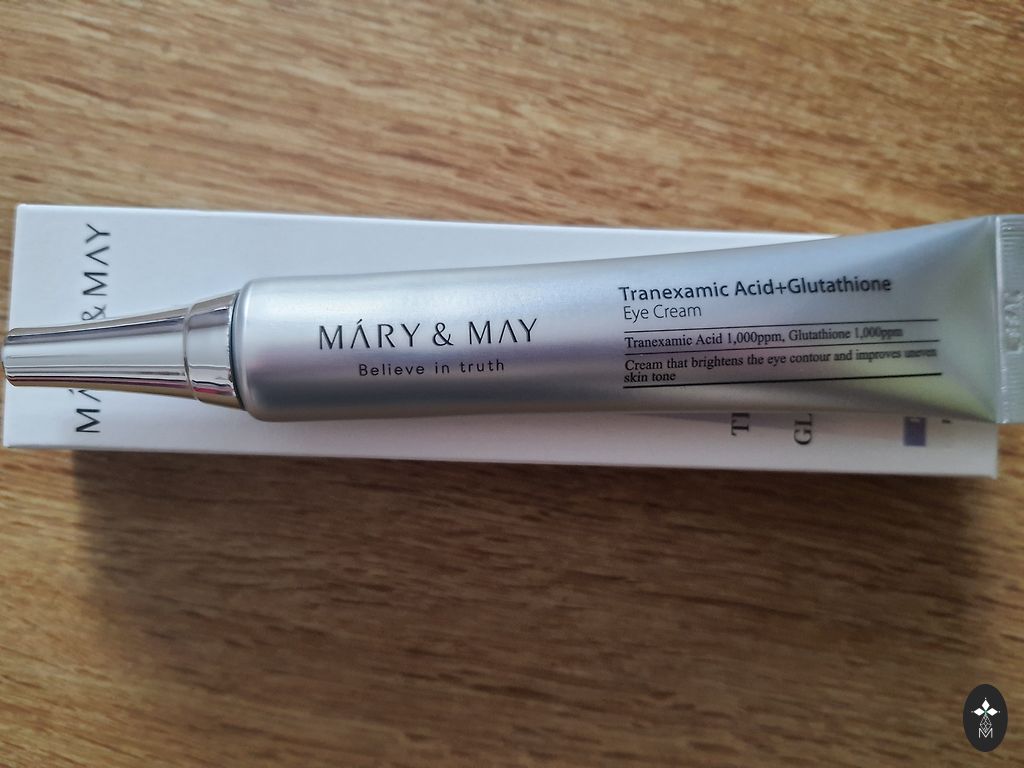 MÁRY & MAY
Believe in truth
Tranexamic Acid+Glutathione
Eye Cream
Tranexamic Acid 1,000ppm, Glutathione 1,000ppm
Cream that brightens the eye contour and improves uneven
skin tone
& MAY